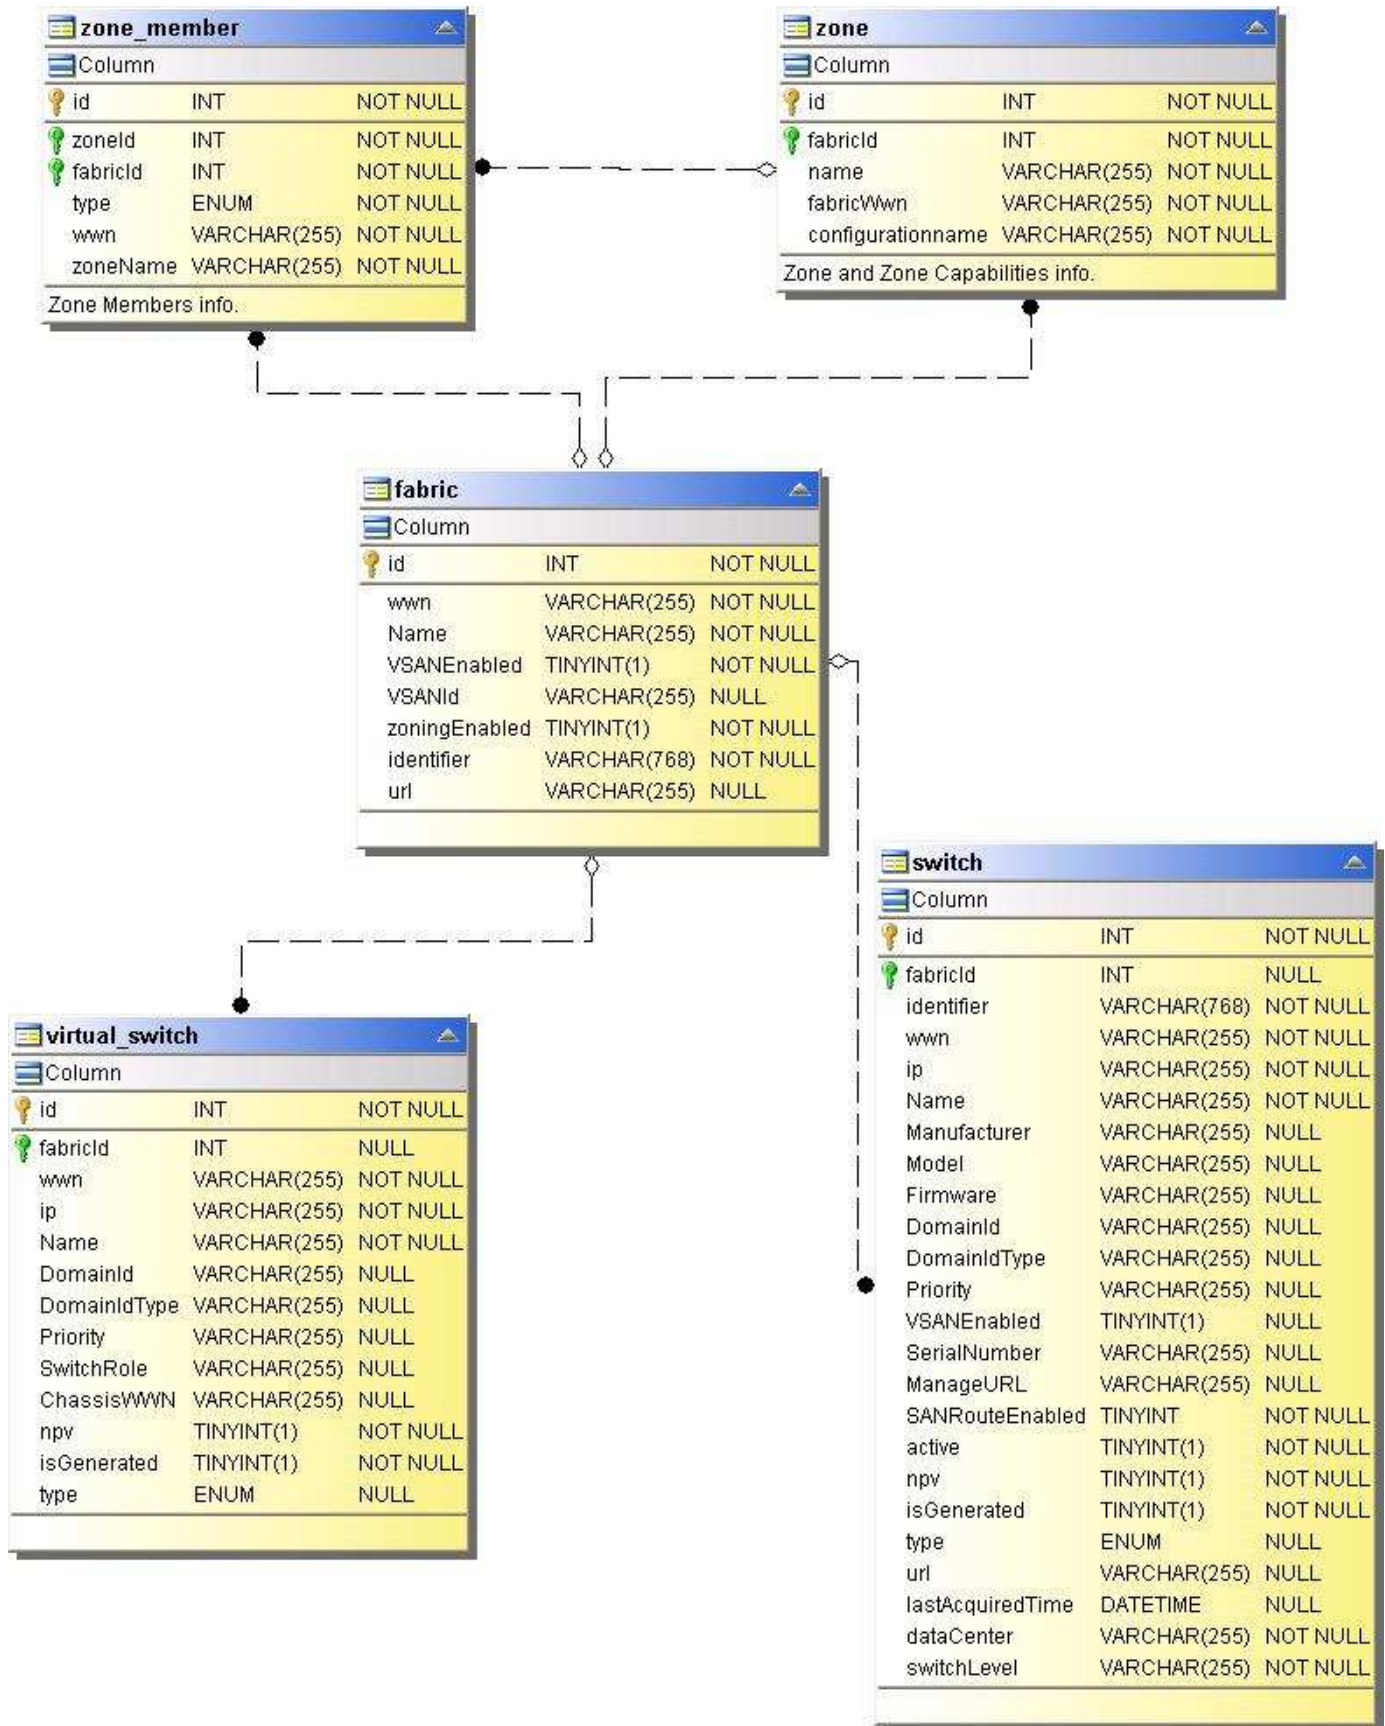 zone_member
Column
id INT NOT NULL
zoneId INT NOT NULL
fabricId INT NOT NULL
type ENUM NOT NULL
wwn VARCHAR(255) NOT NULL
zoneName VARCHAR(255) NOT NULL
Zone Members info.
zone
Column
id INT NOT NULL
fabricId INT NOT NULL
name VARCHAR(255) NOT NULL
fabricWwn VARCHAR(255) NOT NULL
configurationname VARCHAR(255) NOT NULL
Zone and Zone Capabilities info.
fabric
Column
id INT NOT NULL
wwn VARCHAR(255) NOT NULL
Name VARCHAR(255) NOT NULL
VSANEnabled TINYINT(1) NOT NULL
VSANId VARCHAR(255) NULL
zoningEnabled TINYINT(1) NOT NULL
identifier VARCHAR(768) NOT NULL
url VARCHAR(255) NULL
switch
Column
id INT NOT NULL
fabricId INT NULL
identifier VARCHAR(768) NOT NULL
wwn VARCHAR(255) NOT NULL
ip VARCHAR(255) NOT NULL
Name VARCHAR(255) NOT NULL
Manufacturer VARCHAR(255) NULL
Model VARCHAR(255) NULL
Firmware VARCHAR(255) NULL
DomainId VARCHAR(255) NULL
DomainIdType VARCHAR(255) NULL
Priority VARCHAR(255) NULL
VSANEnabled TINYINT(1) NULL
SerialNumber VARCHAR(255) NULL
ManageURL VARCHAR(255) NULL
SANRouteEnabled TINYINT NOT NULL
active TINYINT(1) NOT NULL
npv TINYINT(1) NOT NULL
isGenerated TINYINT(1) NOT NULL
type ENUM NULL
url VARCHAR(255) NULL
lastAcquiredTime DATETIME NULL
dataCenter VARCHAR(255) NOT NULL
switchLevel VARCHAR(255) NOT NULL
virtual_switch
Column
id INT NOT NULL
fabricId INT NULL
wwn VARCHAR(255) NOT NULL
ip VARCHAR(255) NOT NULL
Name VARCHAR(255) NOT NULL
DomainId VARCHAR(255) NULL
DomainIdType VARCHAR(255) NULL
Priority VARCHAR(255) NULL
SwitchRole VARCHAR(255) NULL
ChassisWWN VARCHAR(255) NULL
npv TINYINT(1) NOT NULL
isGenerated TINYINT(1) NOT NULL
type ENUM NULL